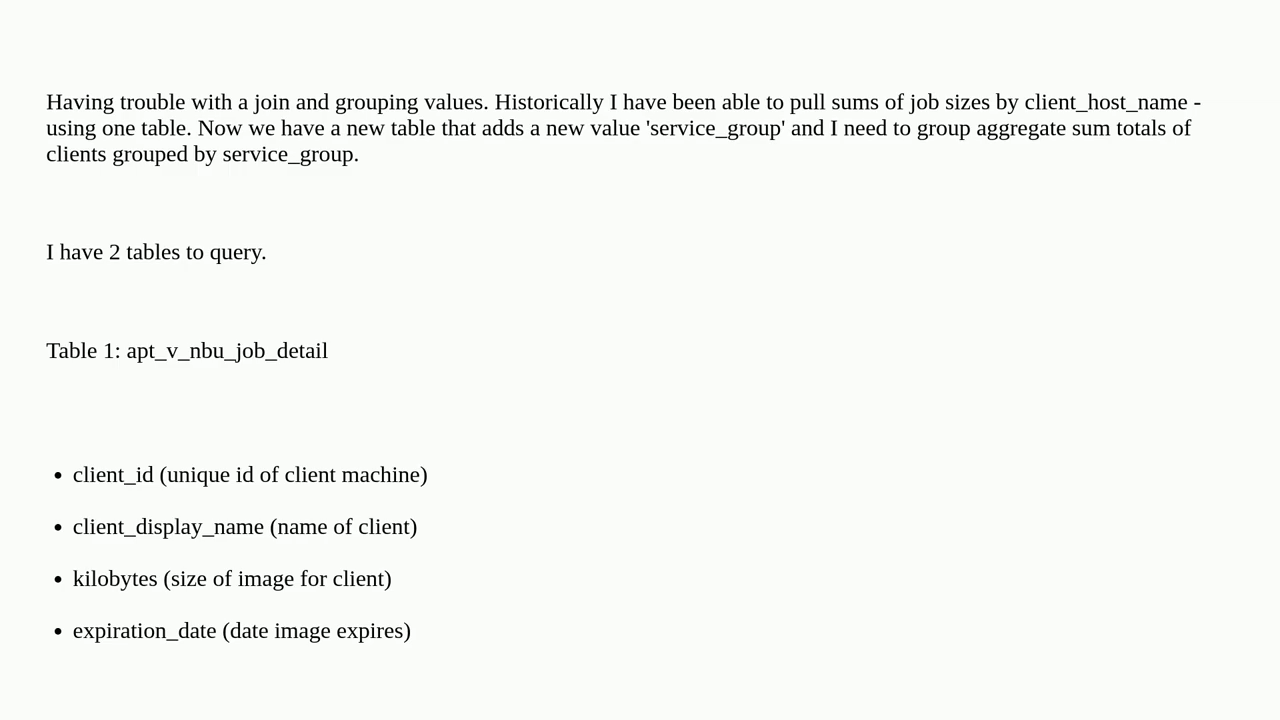 Having trouble with a join and grouping values. Historically I have been able to pull sums of job sizes by client_host_name -
using one table. Now we have a new table that adds a new value 'service_group' and I need to group aggregate sum totals of
clients grouped by service_group.
I have 2 tables to query.
Table 1: apt_v_nbu_job_detail
• client_id (unique id of client machine)
• client_display_name (name of client)
• kilobytes (size of image for client)
• expiration_date (date image expires)